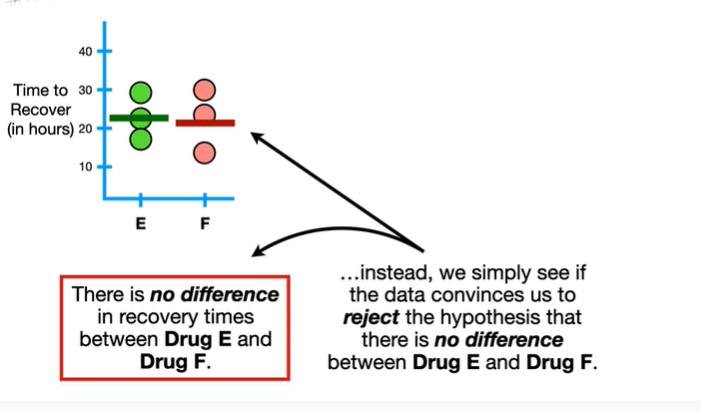 40
Time to 30
Recover
(in hours) 20
10
E F
There is no difference
in recovery times
between Drug E and
Drug F.
...instead, we simply see if
the data convinces us to
reject the hypothesis that
there is no difference
between Drug E and Drug F.